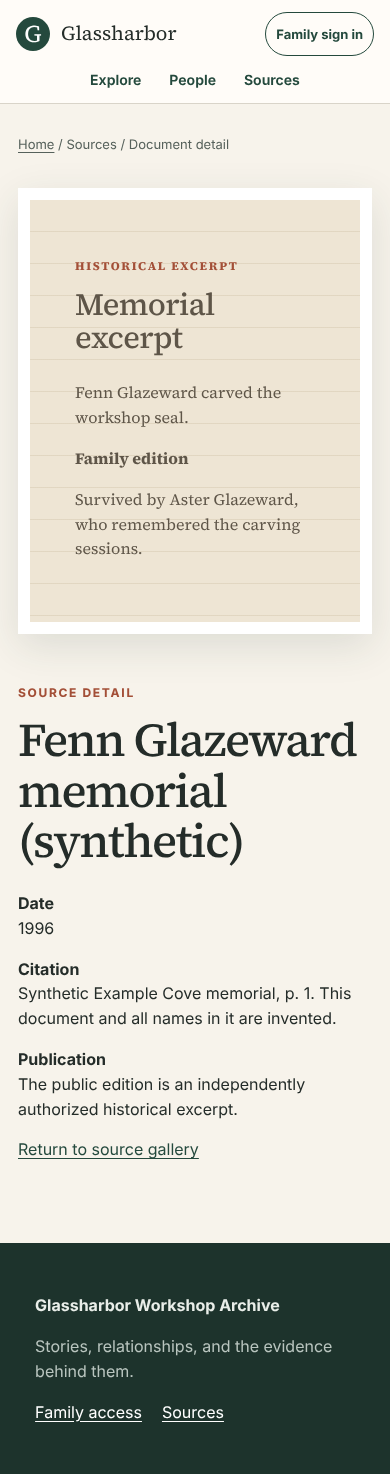 G Glassharbor
Family sign in
Explore People Sources
Home / Sources / Document detail
HISTORICAL EXCERPT
Memorial
excerpt
Fenn Glazeward carved the
workshop seal.
Family edition
Survived by Aster Glazeward,
who remembered the carving
sessions.
SOURCE DETAIL
Fenn Glazeward
memorial
(synthetic)
Date
1996
Citation
Synthetic Example Cove memorial, p. 1. This
document and all names in it are invented.
Publication
The public edition is an independently
authorized historical excerpt.
Return to source gallery
Glassharbor Workshop Archive
Stories, relationships, and the evidence
behind them.
Family access Sources